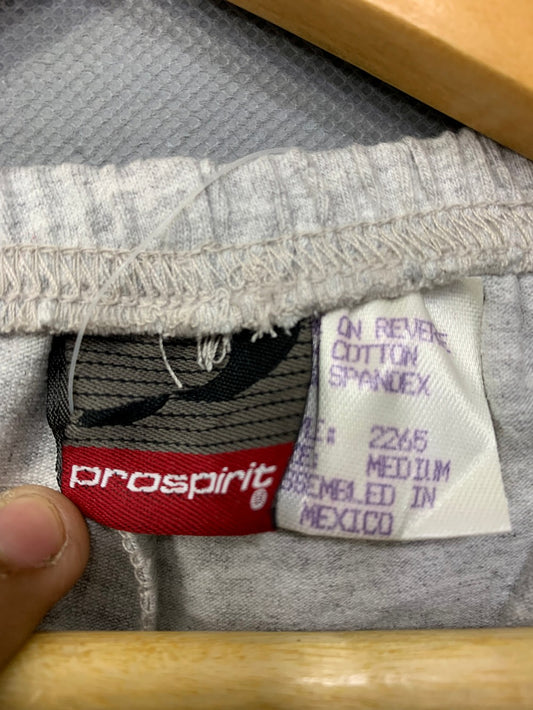 prospirit®
ON REVERSE
COTTON
SPANDEX
2265
MEDIUM
ASSEMBLED IN
MEXICO